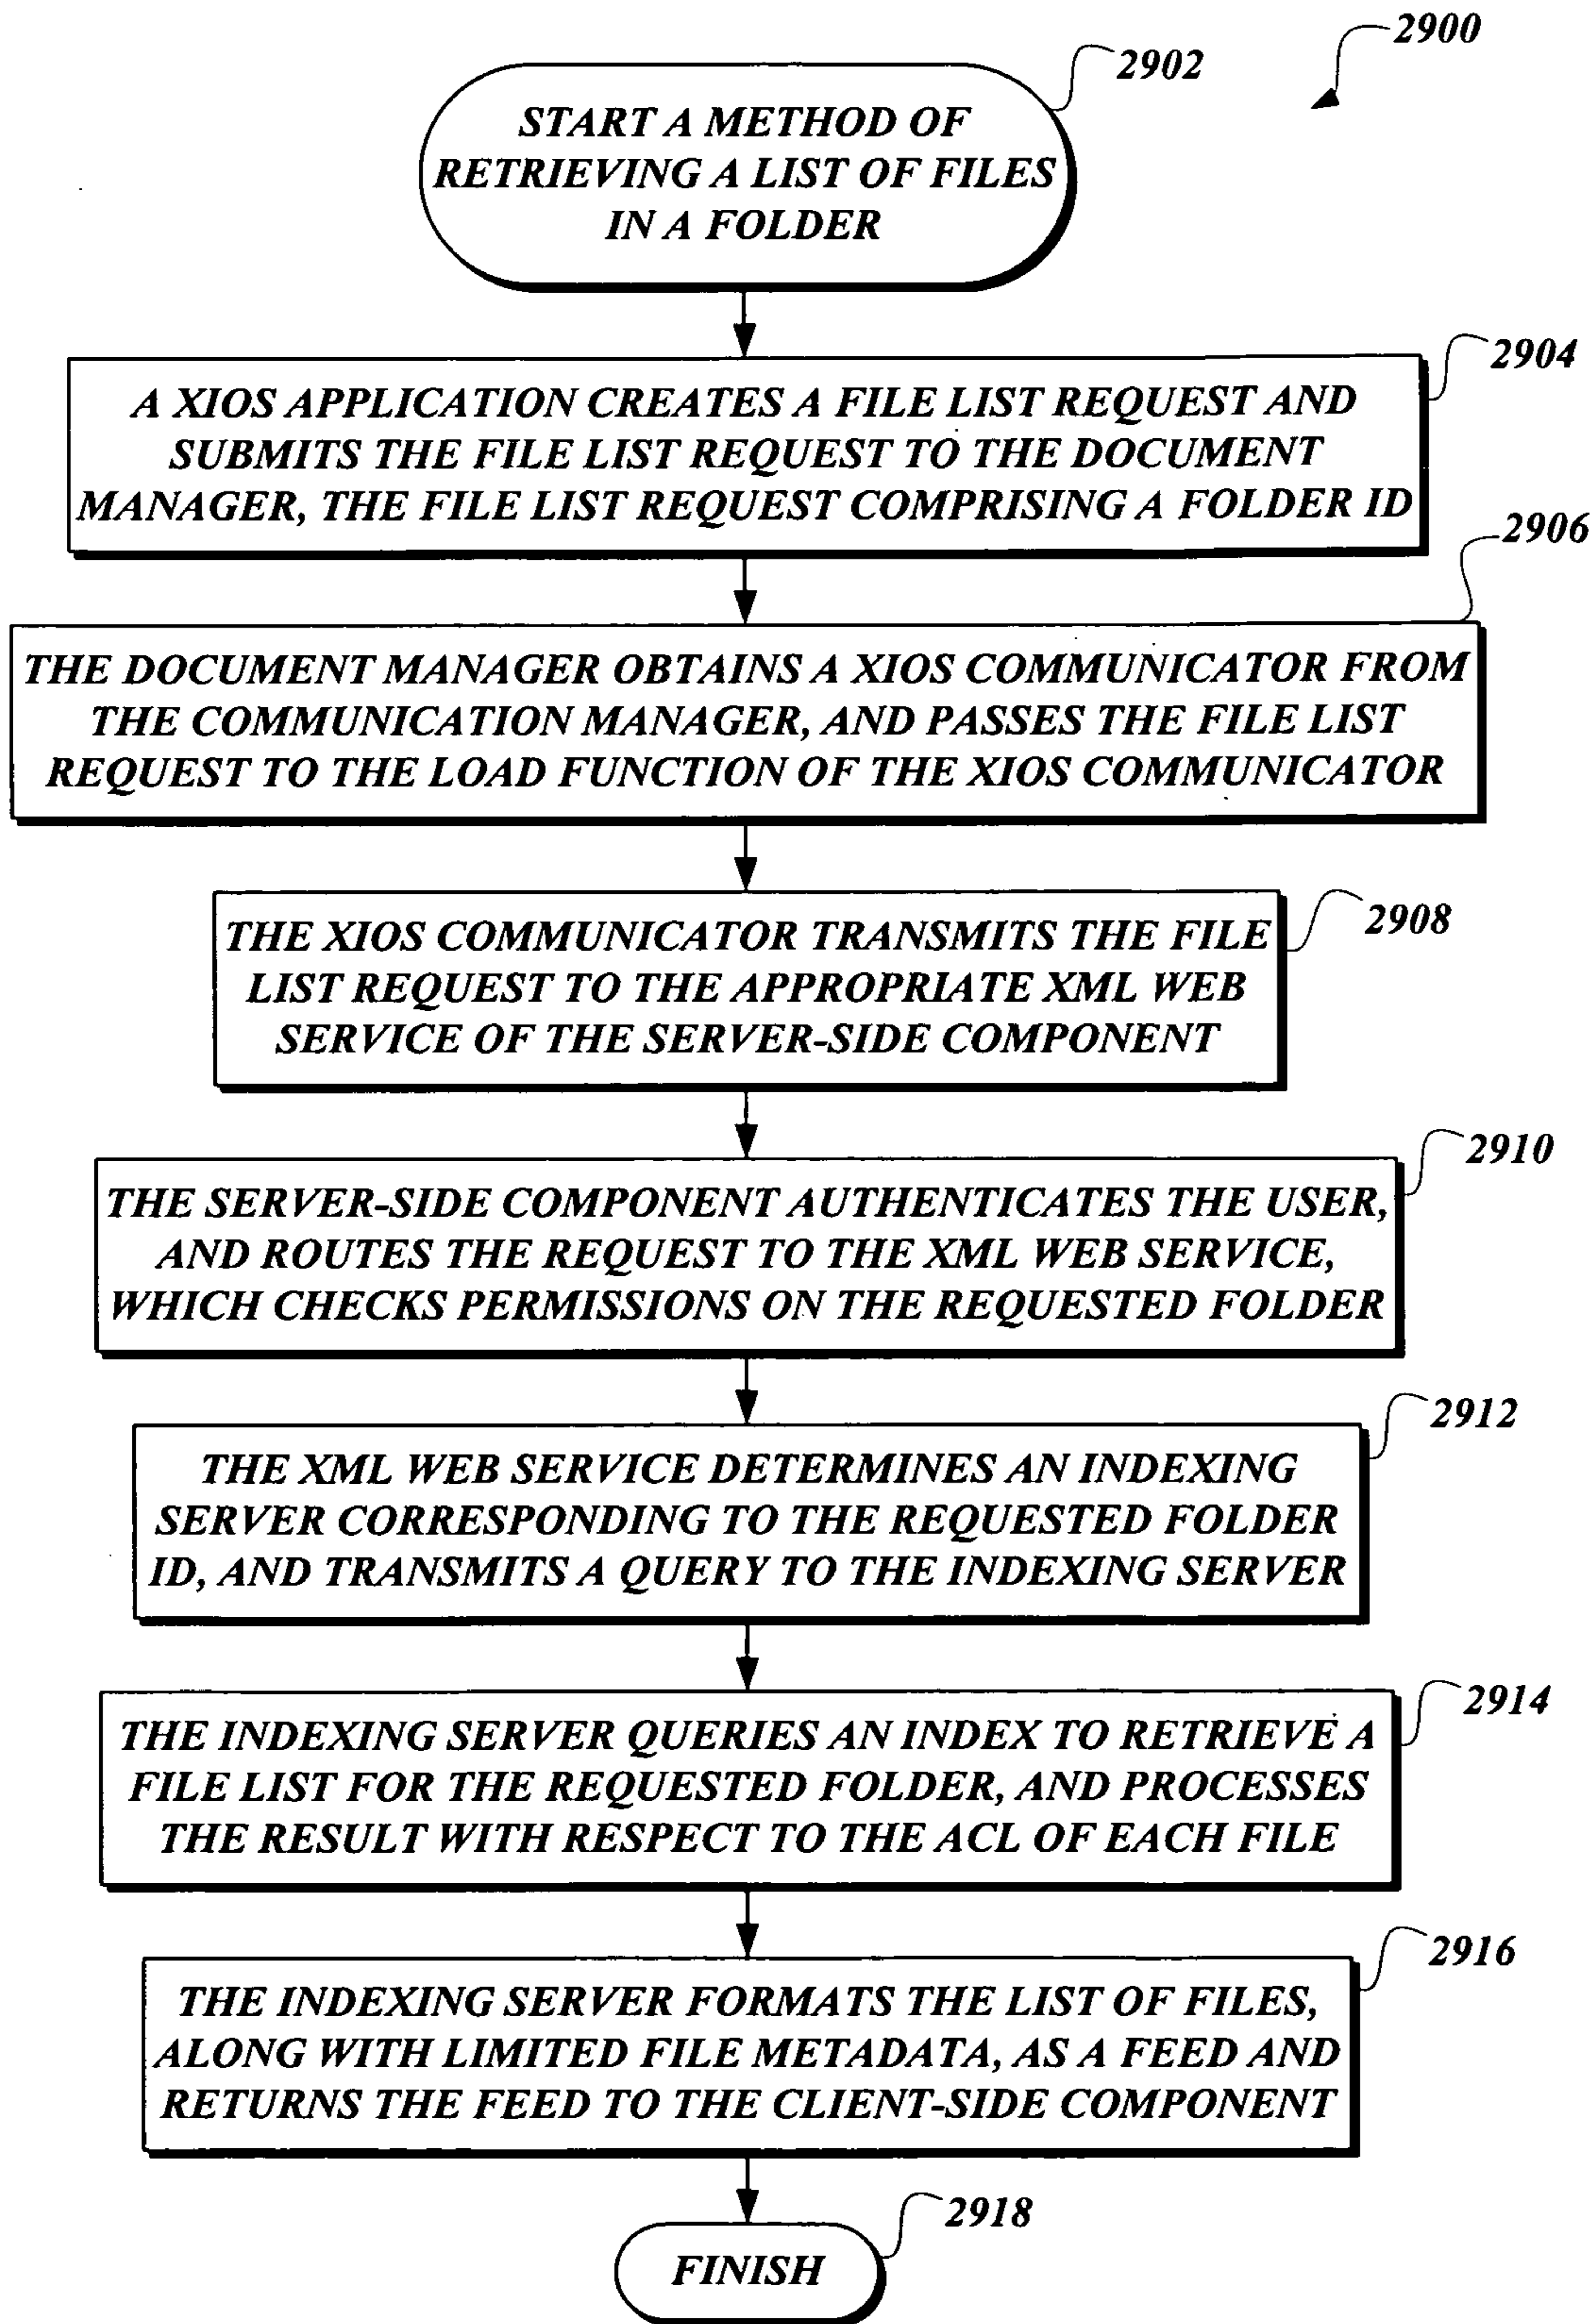 2900
2902
START A METHOD OF
RETRIEVING A LIST OF FILES
IN A FOLDER
2904
A XIOS APPLICATION CREATES A FILE LIST REQUEST AND
SUBMITS THE FILE LIST REQUEST TO THE DOCUMENT
MANAGER, THE FILE LIST REQUEST COMPRISING A FOLDER ID
2906
THE DOCUMENT MANAGER OBTAINS A XIOS COMMUNICATOR FROM
THE COMMUNICATION MANAGER, AND PASSES THE FILE LIST
REQUEST TO THE LOAD FUNCTION OF THE XIOS COMMUNICATOR
2908
THE XIOS COMMUNICATOR TRANSMITS THE FILE
LIST REQUEST TO THE APPROPRIATE XML WEB
SERVICE OF THE SERVER-SIDE COMPONENT
2910
THE SERVER-SIDE COMPONENT AUTHENTICATES THE USER,
AND ROUTES THE REQUEST TO THE XML WEB SERVICE,
WHICH CHECKS PERMISSIONS ON THE REQUESTED FOLDER
2912
THE XML WEB SERVICE DETERMINES AN INDEXING
SERVER CORRESPONDING TO THE REQUESTED FOLDER
ID, AND TRANSMITS A QUERY TO THE INDEXING SERVER
2914
THE INDEXING SERVER QUERIES AN INDEX TO RETRIEVE A
FILE LIST FOR THE REQUESTED FOLDER, AND PROCESSES
THE RESULT WITH RESPECT TO THE ACL OF EACH FILE
2916
THE INDEXING SERVER FORMATS THE LIST OF FILES,
ALONG WITH LIMITED FILE METADATA, AS A FEED AND
RETURNS THE FEED TO THE CLIENT-SIDE COMPONENT
2918
FINISH